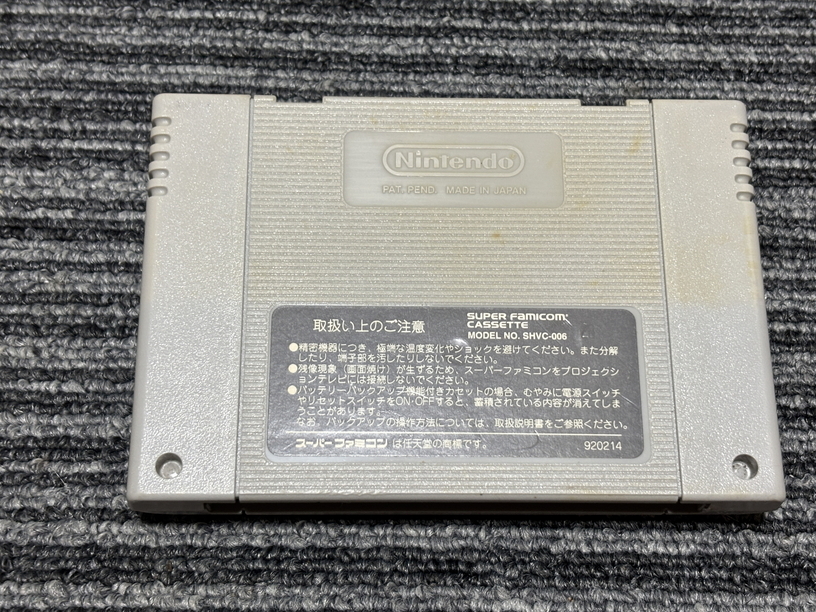 Nintendo
PAT. PEND. MADE IN JAPAN
取扱い上のご注意
SUPER FAMICOM
CASSETTE
MODEL NO. SHVC-006
●精密機器につき、極端な温度変化やショックを避けてください。また分解
したり、端子部を汚したりしないでください。
●残像現象（画面焼け）が生ずるため、スーパーファミコンをプロジェクシ
ョンテレビには接続しないでください。
●バッテリーバックアップ機能付きカセットの場合、むやみに電源スイッチ
やリセットスイッチをON・OFFすると、蓄積されている内容が消えてしま
うことがあります。
なお、バックアップの操作方法については、取扱説明書をご参照ください。
スーパーファミコン は任天堂の商標です。
920214